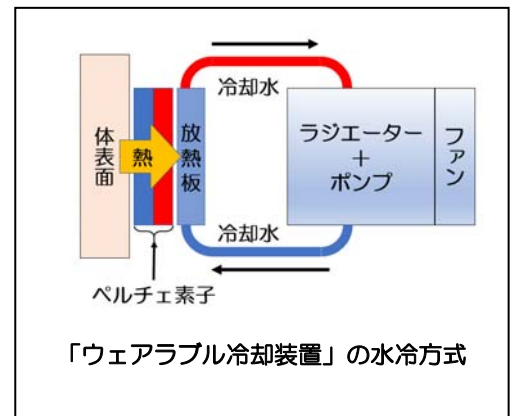 冷却水
体表面
熱
放熱板
ラジエーター
＋
ポンプ
ファン
冷却水
ペルチェ素子
「ウェアラブル冷却装置」の水冷方式